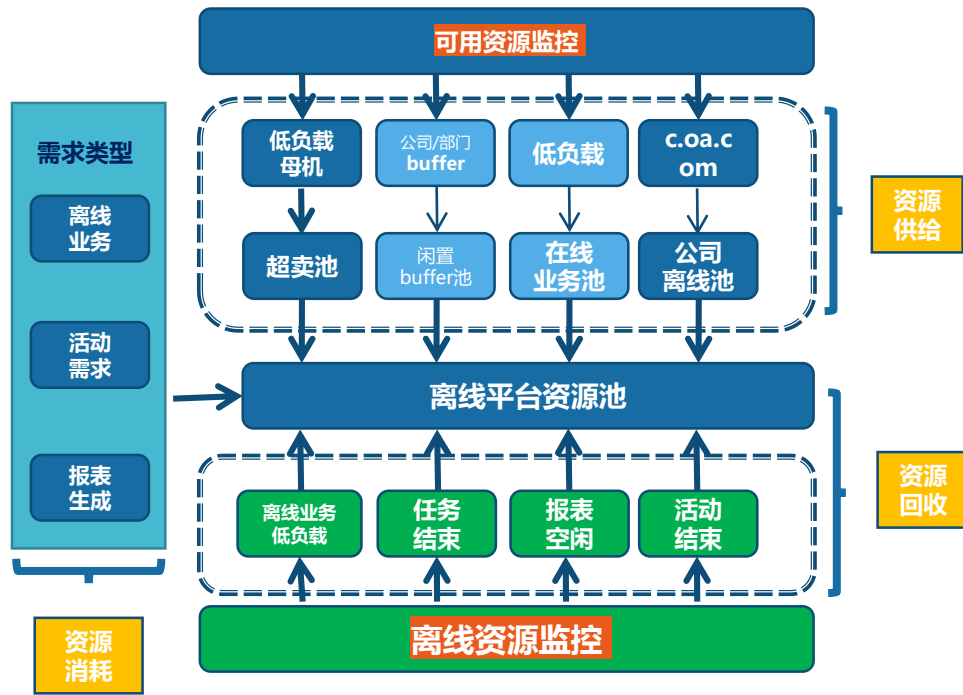 可用资源监控
需求类型
离线
业务
活动
需求
报表
生成
资源
消耗
低负载
母机
公司/部门
buffer
低负载
c.oa.c
om
超卖池
闲置
buffer池
在线
业务池
公司
离线池
资源
供给
离线平台资源池
离线业务
低负载
任务
结束
报表
空闲
活动
结束
资源
回收
离线资源监控